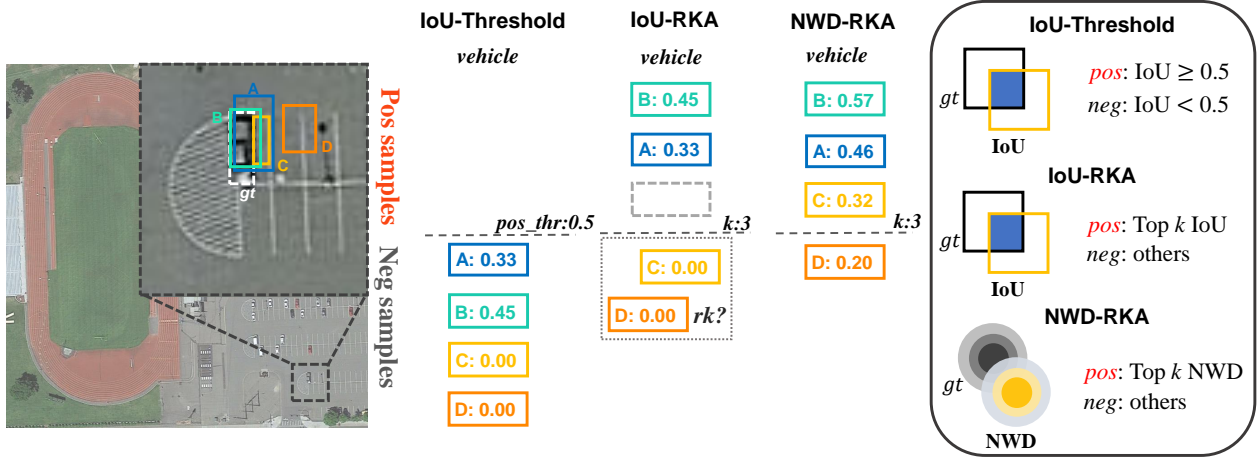 IoU-Threshold
vehicle
IoU-RKA
vehicle
NWD-RKA
vehicle
A
B
C
D
gt
Pos samples
Neg samples
pos_thr:0.5
A: 0.33
B: 0.45
C: 0.00
D: 0.00
B: 0.45
A: 0.33
k:3
C: 0.00
D: 0.00 rk?
B: 0.57
A: 0.46
C: 0.32
k:3
D: 0.20
IoU-Threshold
gt
pos: IoU ≥ 0.5
neg: IoU < 0.5
IoU
IoU-RKA
gt
pos: Top k IoU
neg: others
IoU
NWD-RKA
gt
pos: Top k NWD
neg: others
NWD